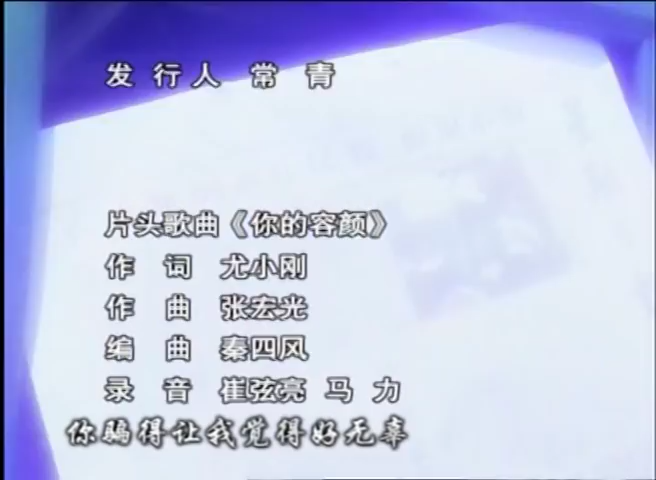 发行人 常青
片头歌曲《你的容颜》
作词 尤小刚
作曲 张宏光
编曲 秦四风
录音 崔弦亮 马力
你骗得让我觉得好无辜